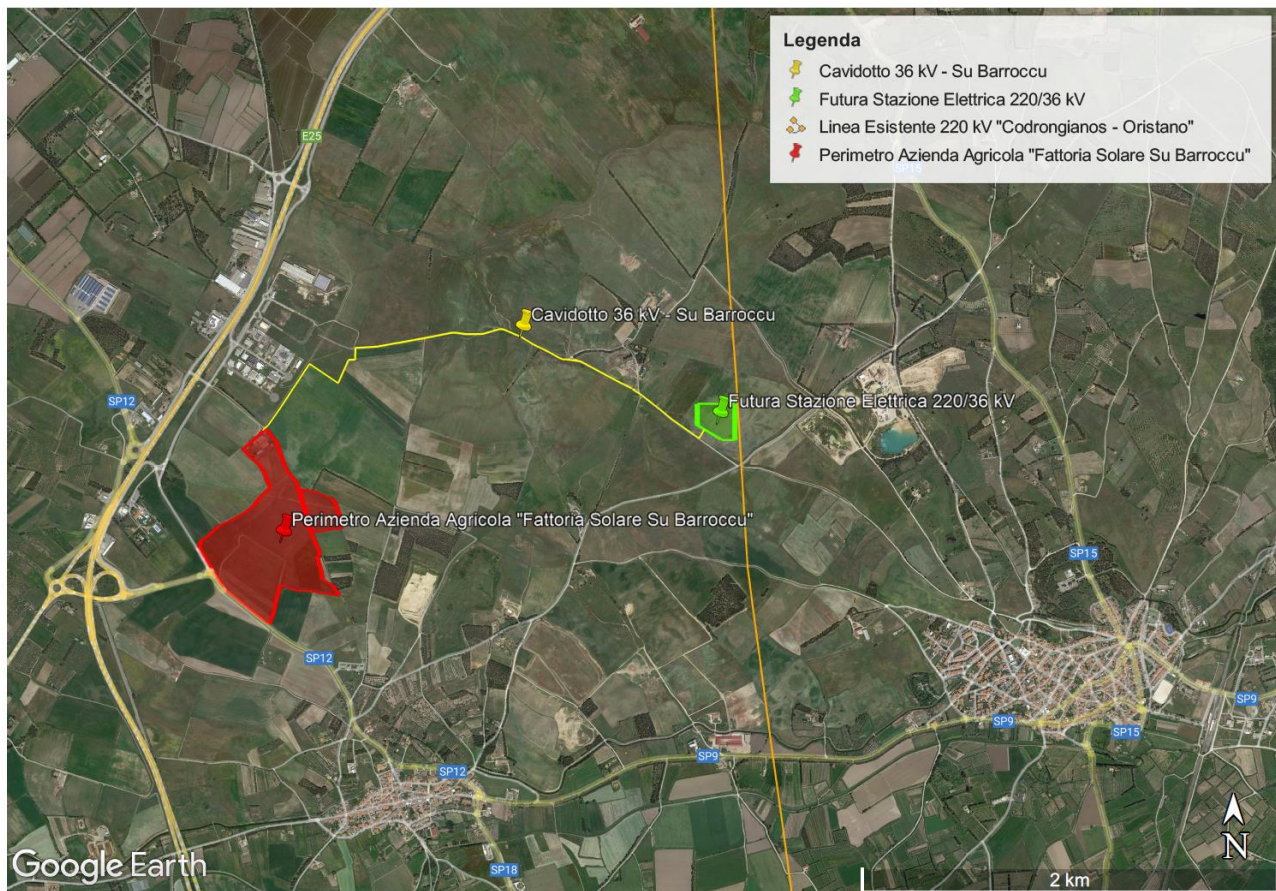 Legenda
Cavidotto 36 kV - Su Barroccu
Futura Stazione Elettrica 220/36 kV
Linea Esistente 220 kV "Codrongianos - Oristano"
Perimetro Azienda Agricola "Fattoria Solare Su Barroccu"
E25
SP15
Cavidotto 36 kV - Su Barroccu
SP12
Futura Stazione Elettrica 220/36 kV
Perimetro Azienda Agricola "Fattoria Solare Su Barroccu"
SP15
SP12
SP9
SP9
SP15
SP9
SP12
N
Google Earth
SP18
2 km